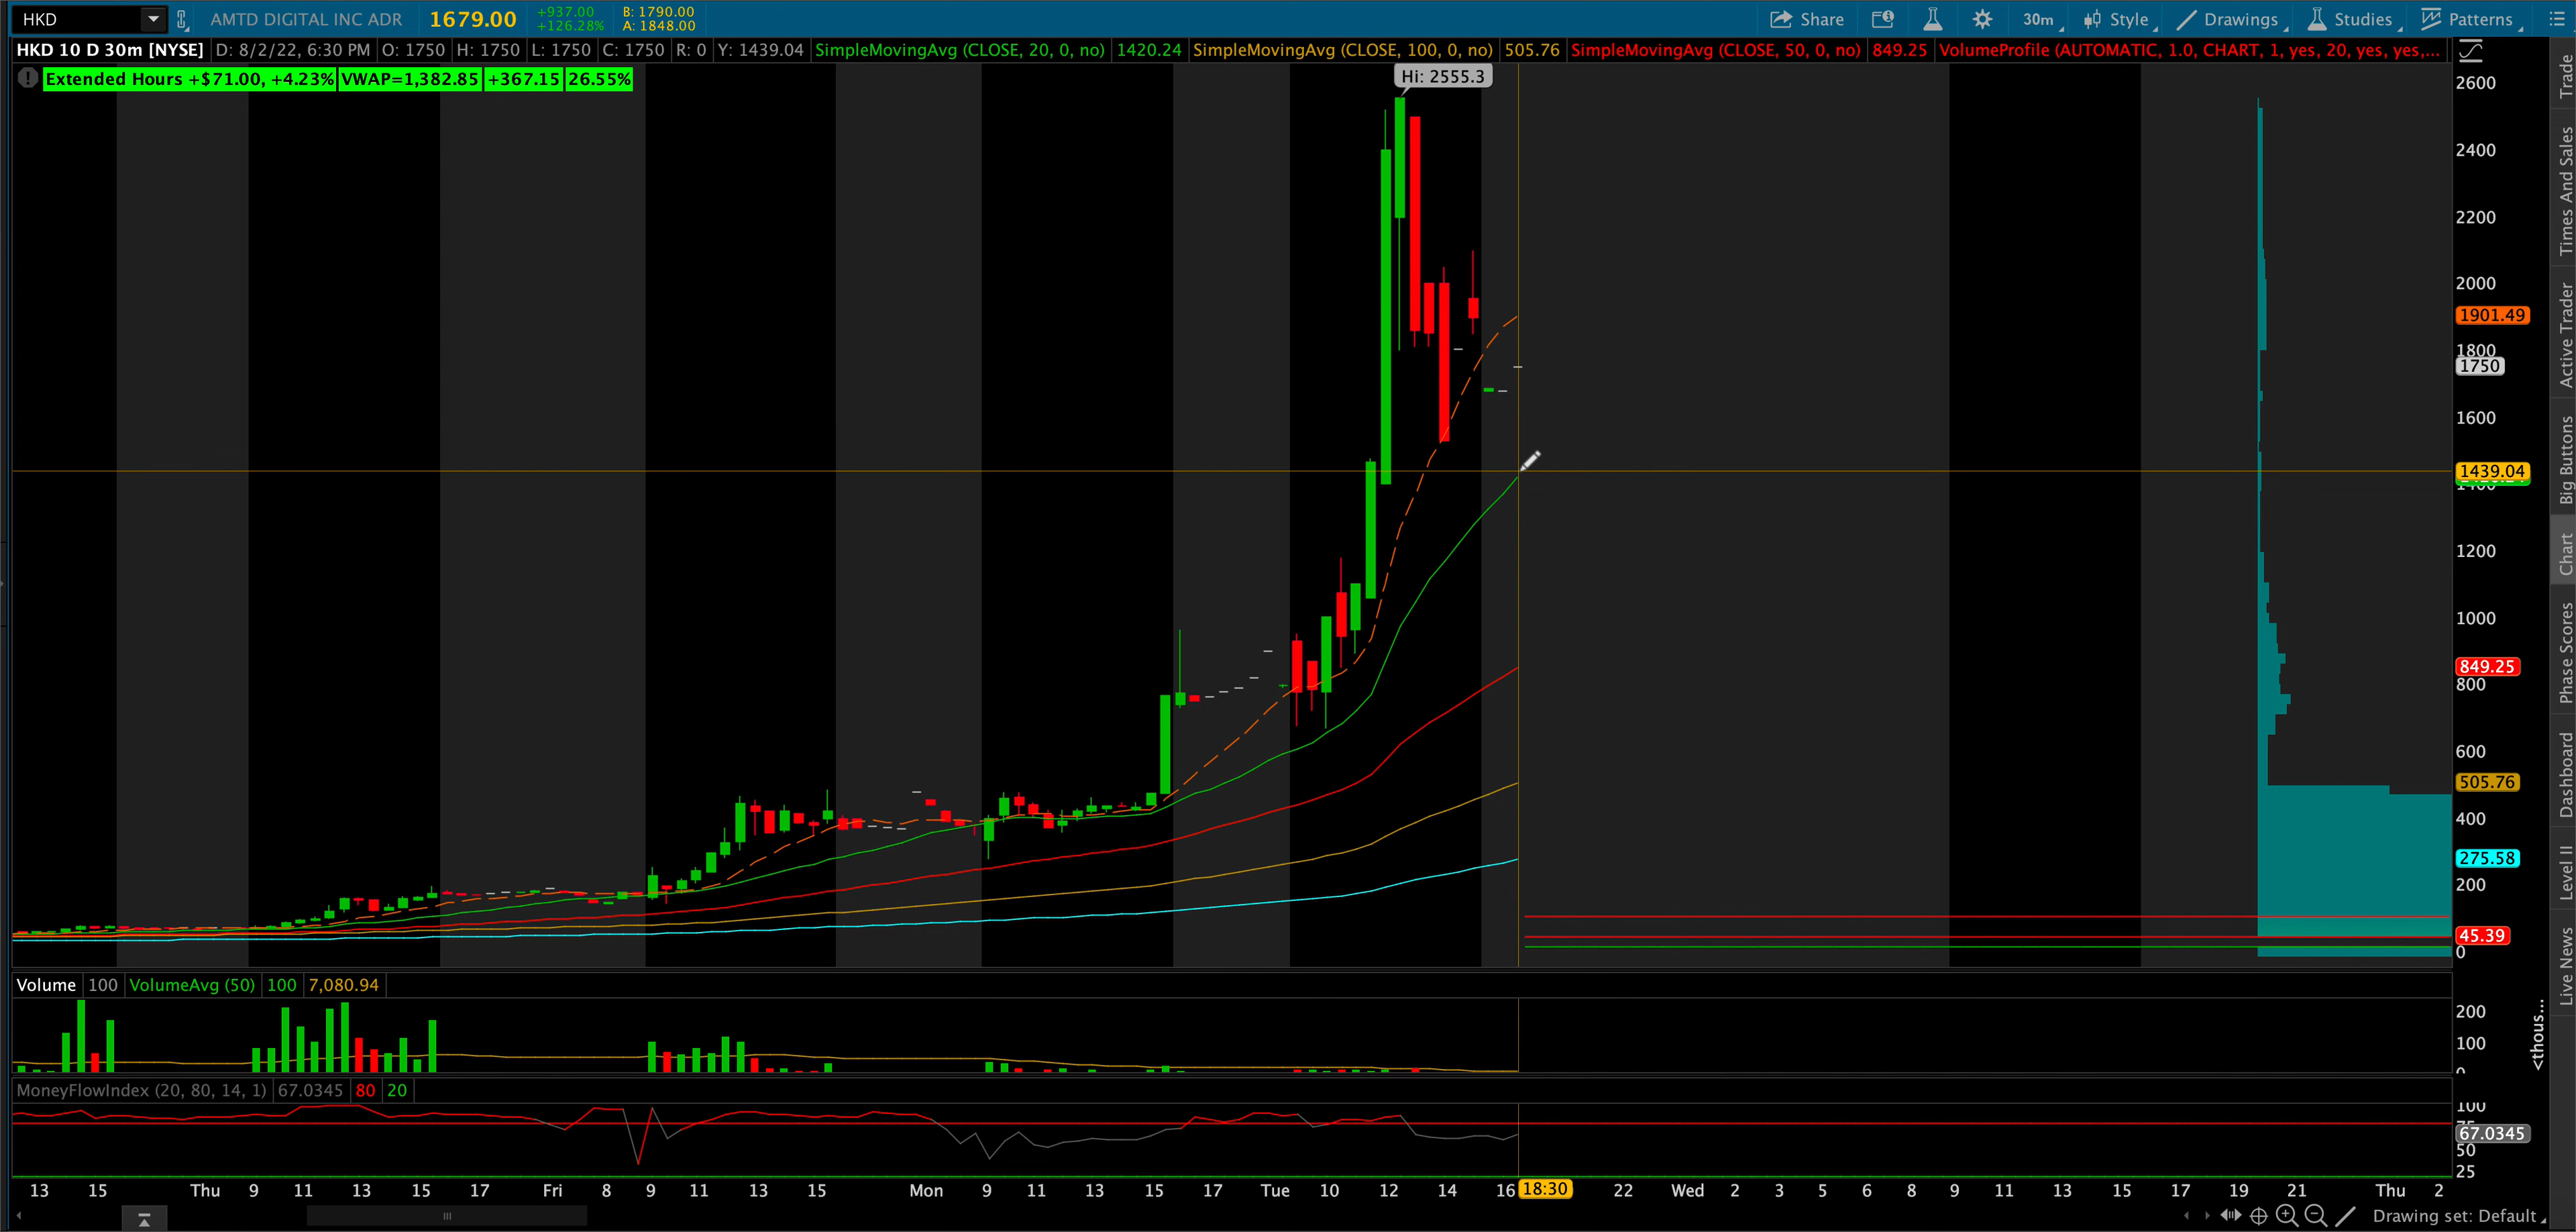 HKD AMTD DIGITAL INC ADR 1679.00 +937.00 B: 1790.00 Share 30m Style Drawings Studies Patterns
+126.28% A: 1848.00
HKD 10 D 30m [NYSE] D: 8/2/22, 6:30 PM O: 1750 H: 1750 L: 1750 C: 1750 R: 0 Y: 1439.04 SimpleMovingAvg (CLOSE, 20, 0, no) 1420.24 SimpleMovingAvg (CLOSE, 100, 0, no) 505.76 SimpleMovingAvg (CLOSE, 50, 0, no) 849.25 VolumeProfile (AUTOMATIC, 1.0, CHART, 1, yes, 20, yes, yes,...
Extended Hours +$71.00, +4.23% VWAP=1,382.85 +367.15 26.55%
Hi: 2555.3
2600
2400
2200
2000
1901.49
1800
1750
1600
1439.04
1400
1200
1000
849.25
800
600
505.76
400
275.58
200
45.39
0
Volume 100 VolumeAvg (50) 100 7,080.94
200
100
0
<thous...
MoneyFlowIndex (20, 80, 14, 1) 67.0345 80 20
100
75
67.0345
50
25
13 15 Thu 9 11 13 15 17 Fri 8 9 11 13 15 Mon 9 11 13 15 17 Tue 10 12 14 16 18:30 22 Wed 2 3 5 6 8 9 11 13 15 17 19 21 Thu 2
Drawing set: Default
Trade
Times And Sales
Active Trader
Big Buttons
Chart
Phase Scores
Dashboard
Level II
Live News